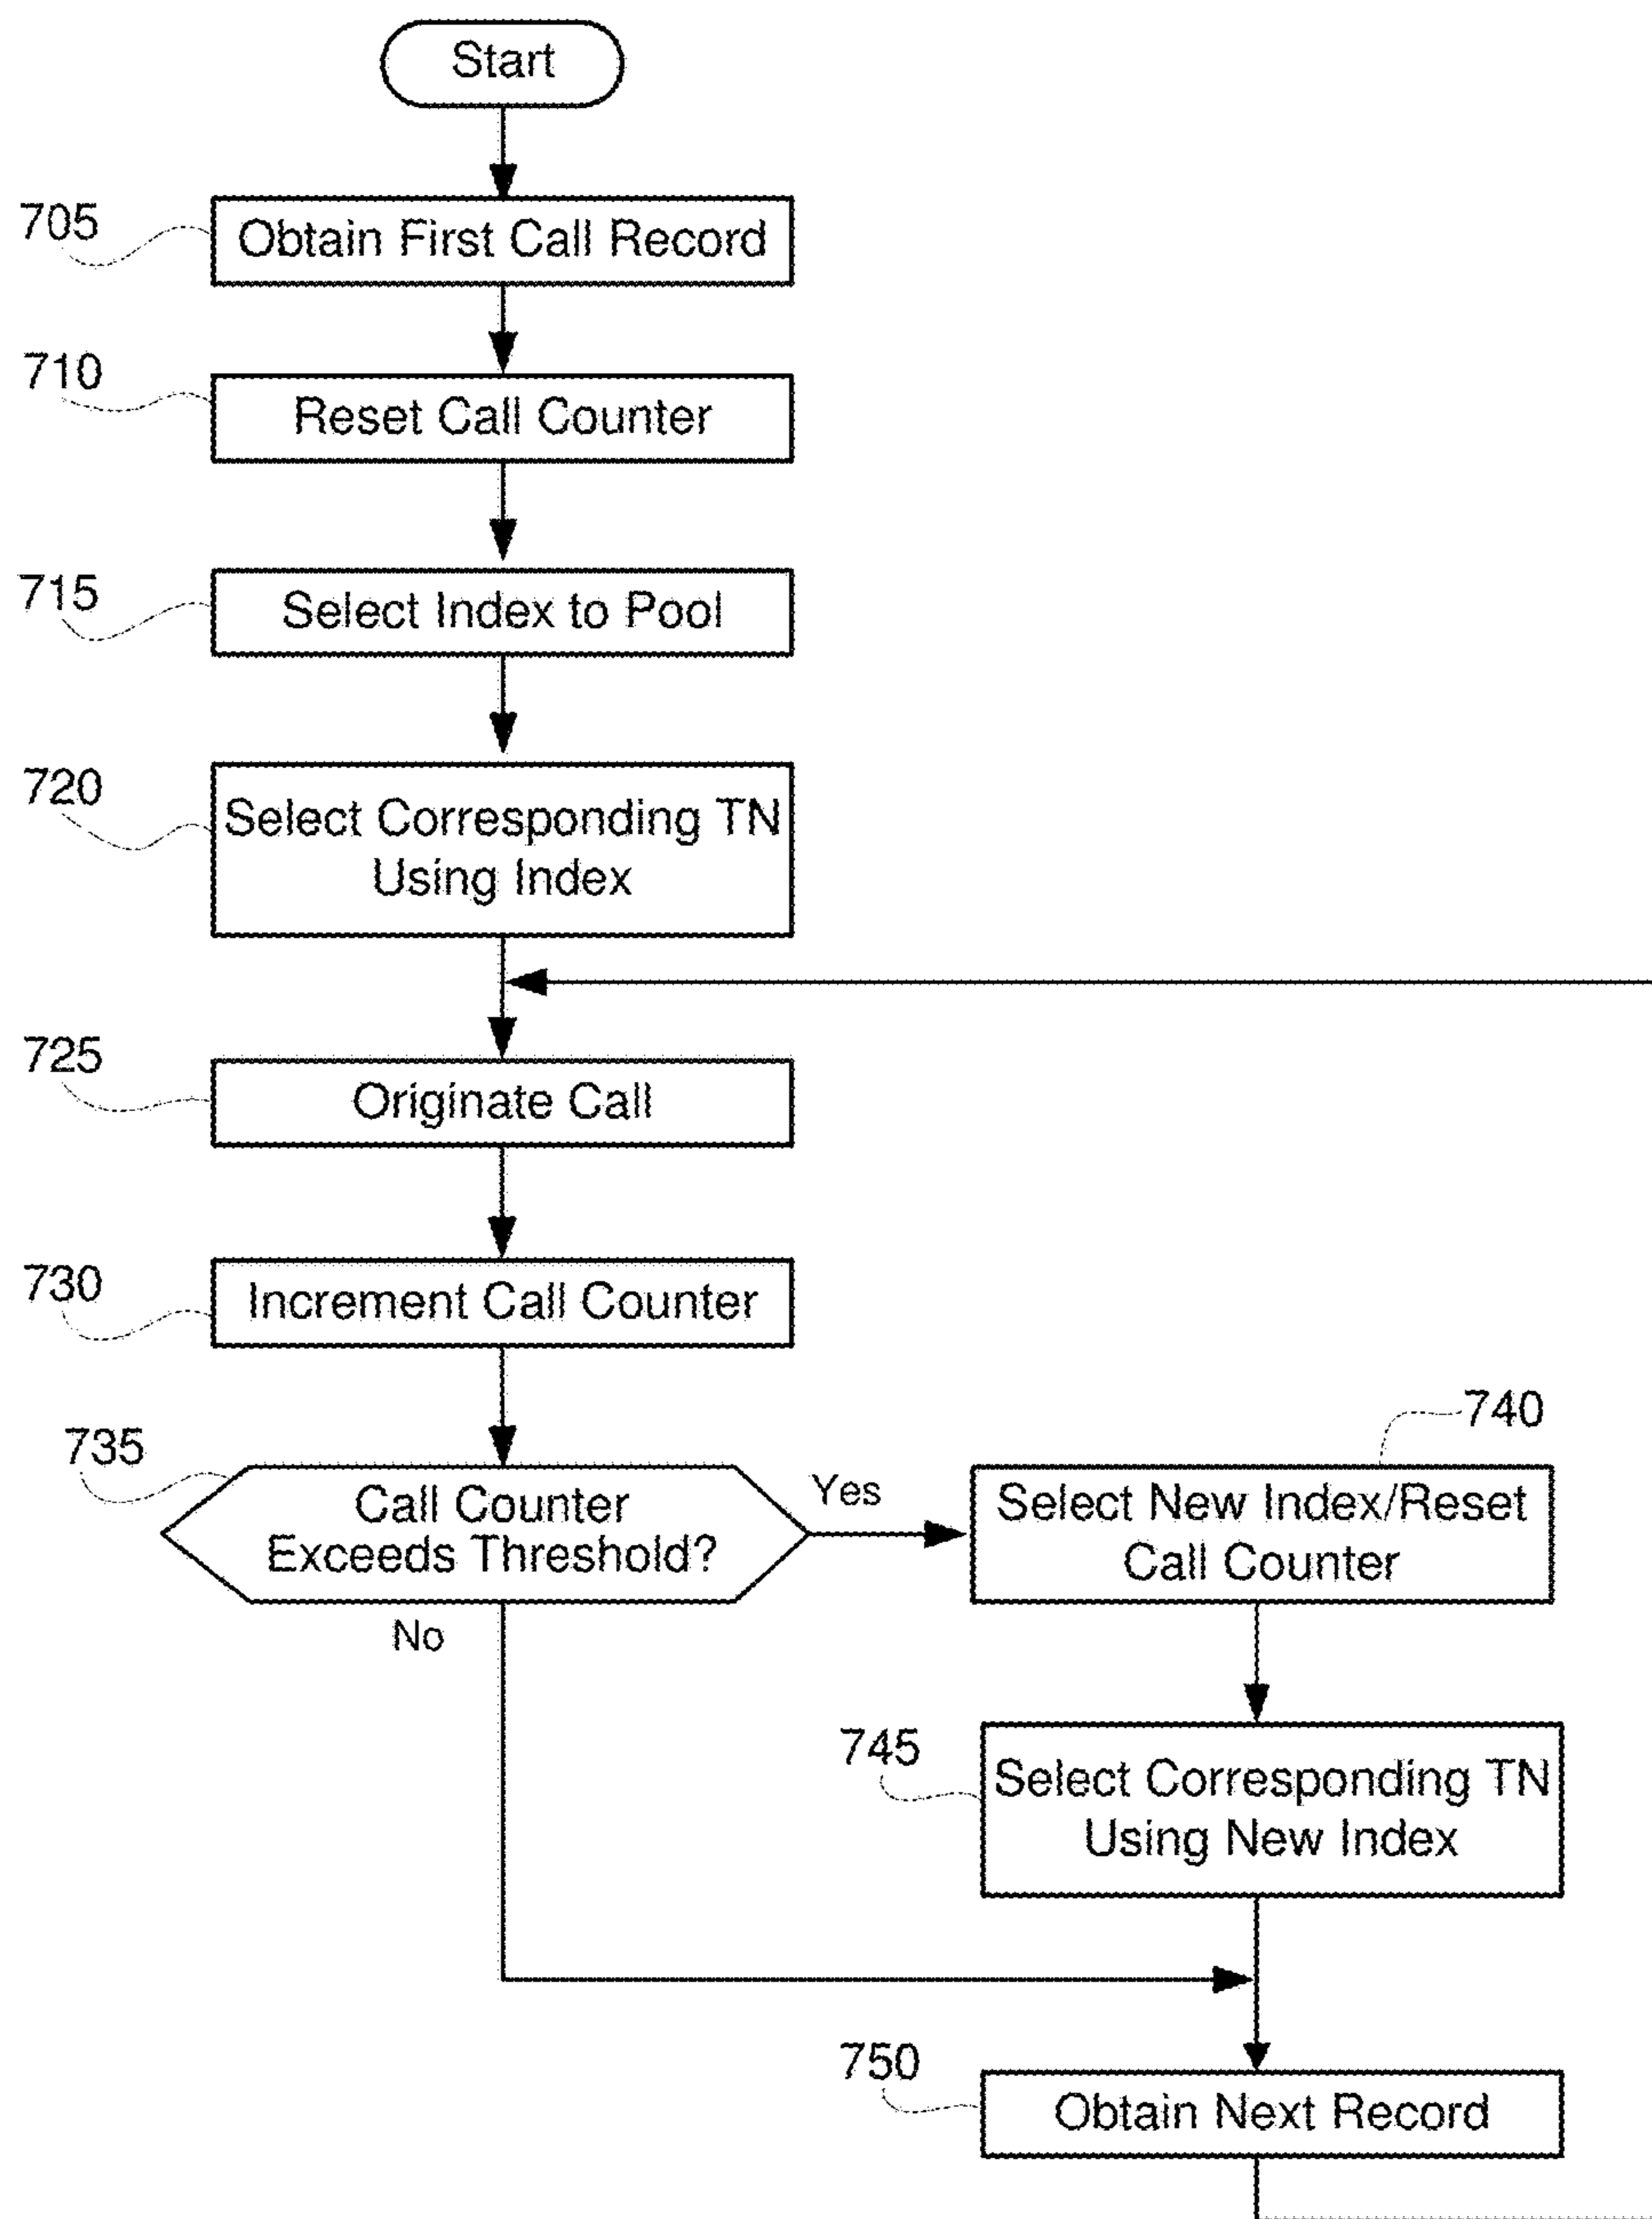 Start
705
Obtain First Call Record
710
Reset Call Counter
715
Select Index to Pool
720
Select Corresponding TN
Using Index
725
Originate Call
730
Increment Call Counter
735
Call Counter
Exceeds Threshold?
Yes
No
740
Select New Index/Reset
Call Counter
745
Select Corresponding TN
Using New Index
750
Obtain Next Record